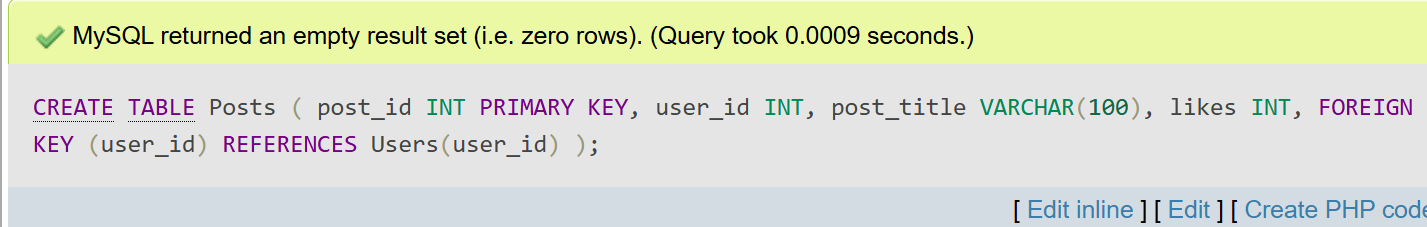 MySQL returned an empty result set (i.e. zero rows). (Query took 0.0009 seconds.)
CREATE TABLE Posts ( post_id INT PRIMARY KEY, user_id INT, post_title VARCHAR(100), likes INT, FOREIGN
KEY (user_id) REFERENCES Users(user_id) );
[ Edit inline ] [ Edit ] [ Create PHP code